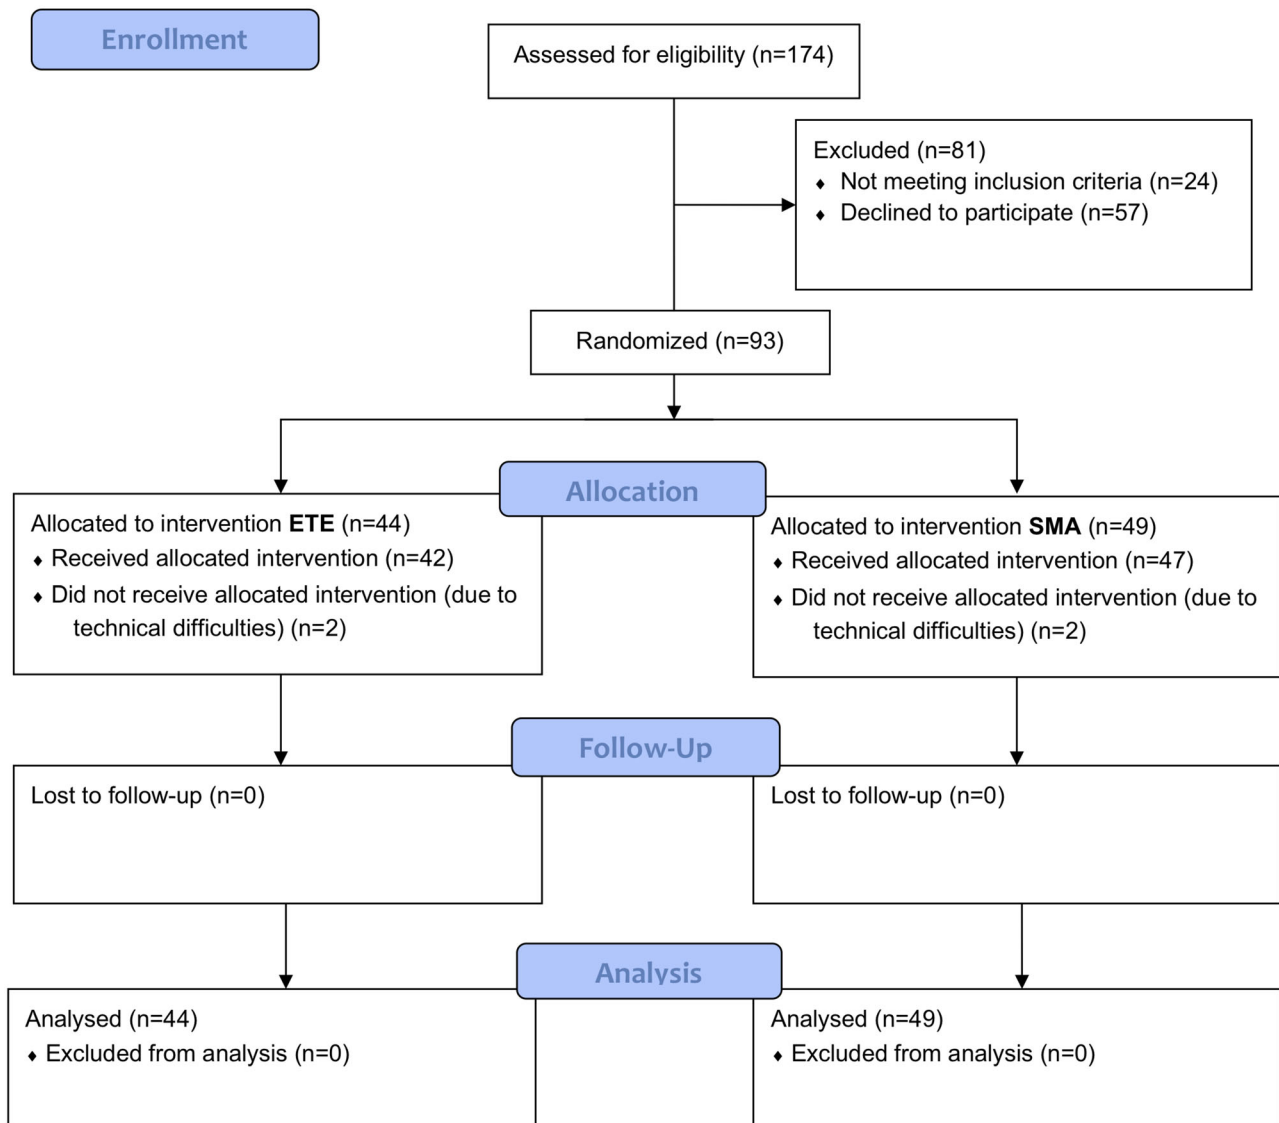 Enrollment
Assessed for eligibility (n=174)
Excluded (n=81)
♦ Not meeting inclusion criteria (n=24)
♦ Declined to participate (n=57)
Randomized (n=93)
Allocation
Allocated to intervention ETE (n=44)
♦ Received allocated intervention (n=42)
♦ Did not receive allocated intervention (due to
technical difficulties) (n=2)
Allocated to intervention SMA (n=49)
♦ Received allocated intervention (n=47)
♦ Did not receive allocated intervention (due to
technical difficulties) (n=2)
Follow-Up
Lost to follow-up (n=0)
Lost to follow-up (n=0)
Analysis
Analysed (n=44)
♦ Excluded from analysis (n=0)
Analysed (n=49)
♦ Excluded from analysis (n=0)